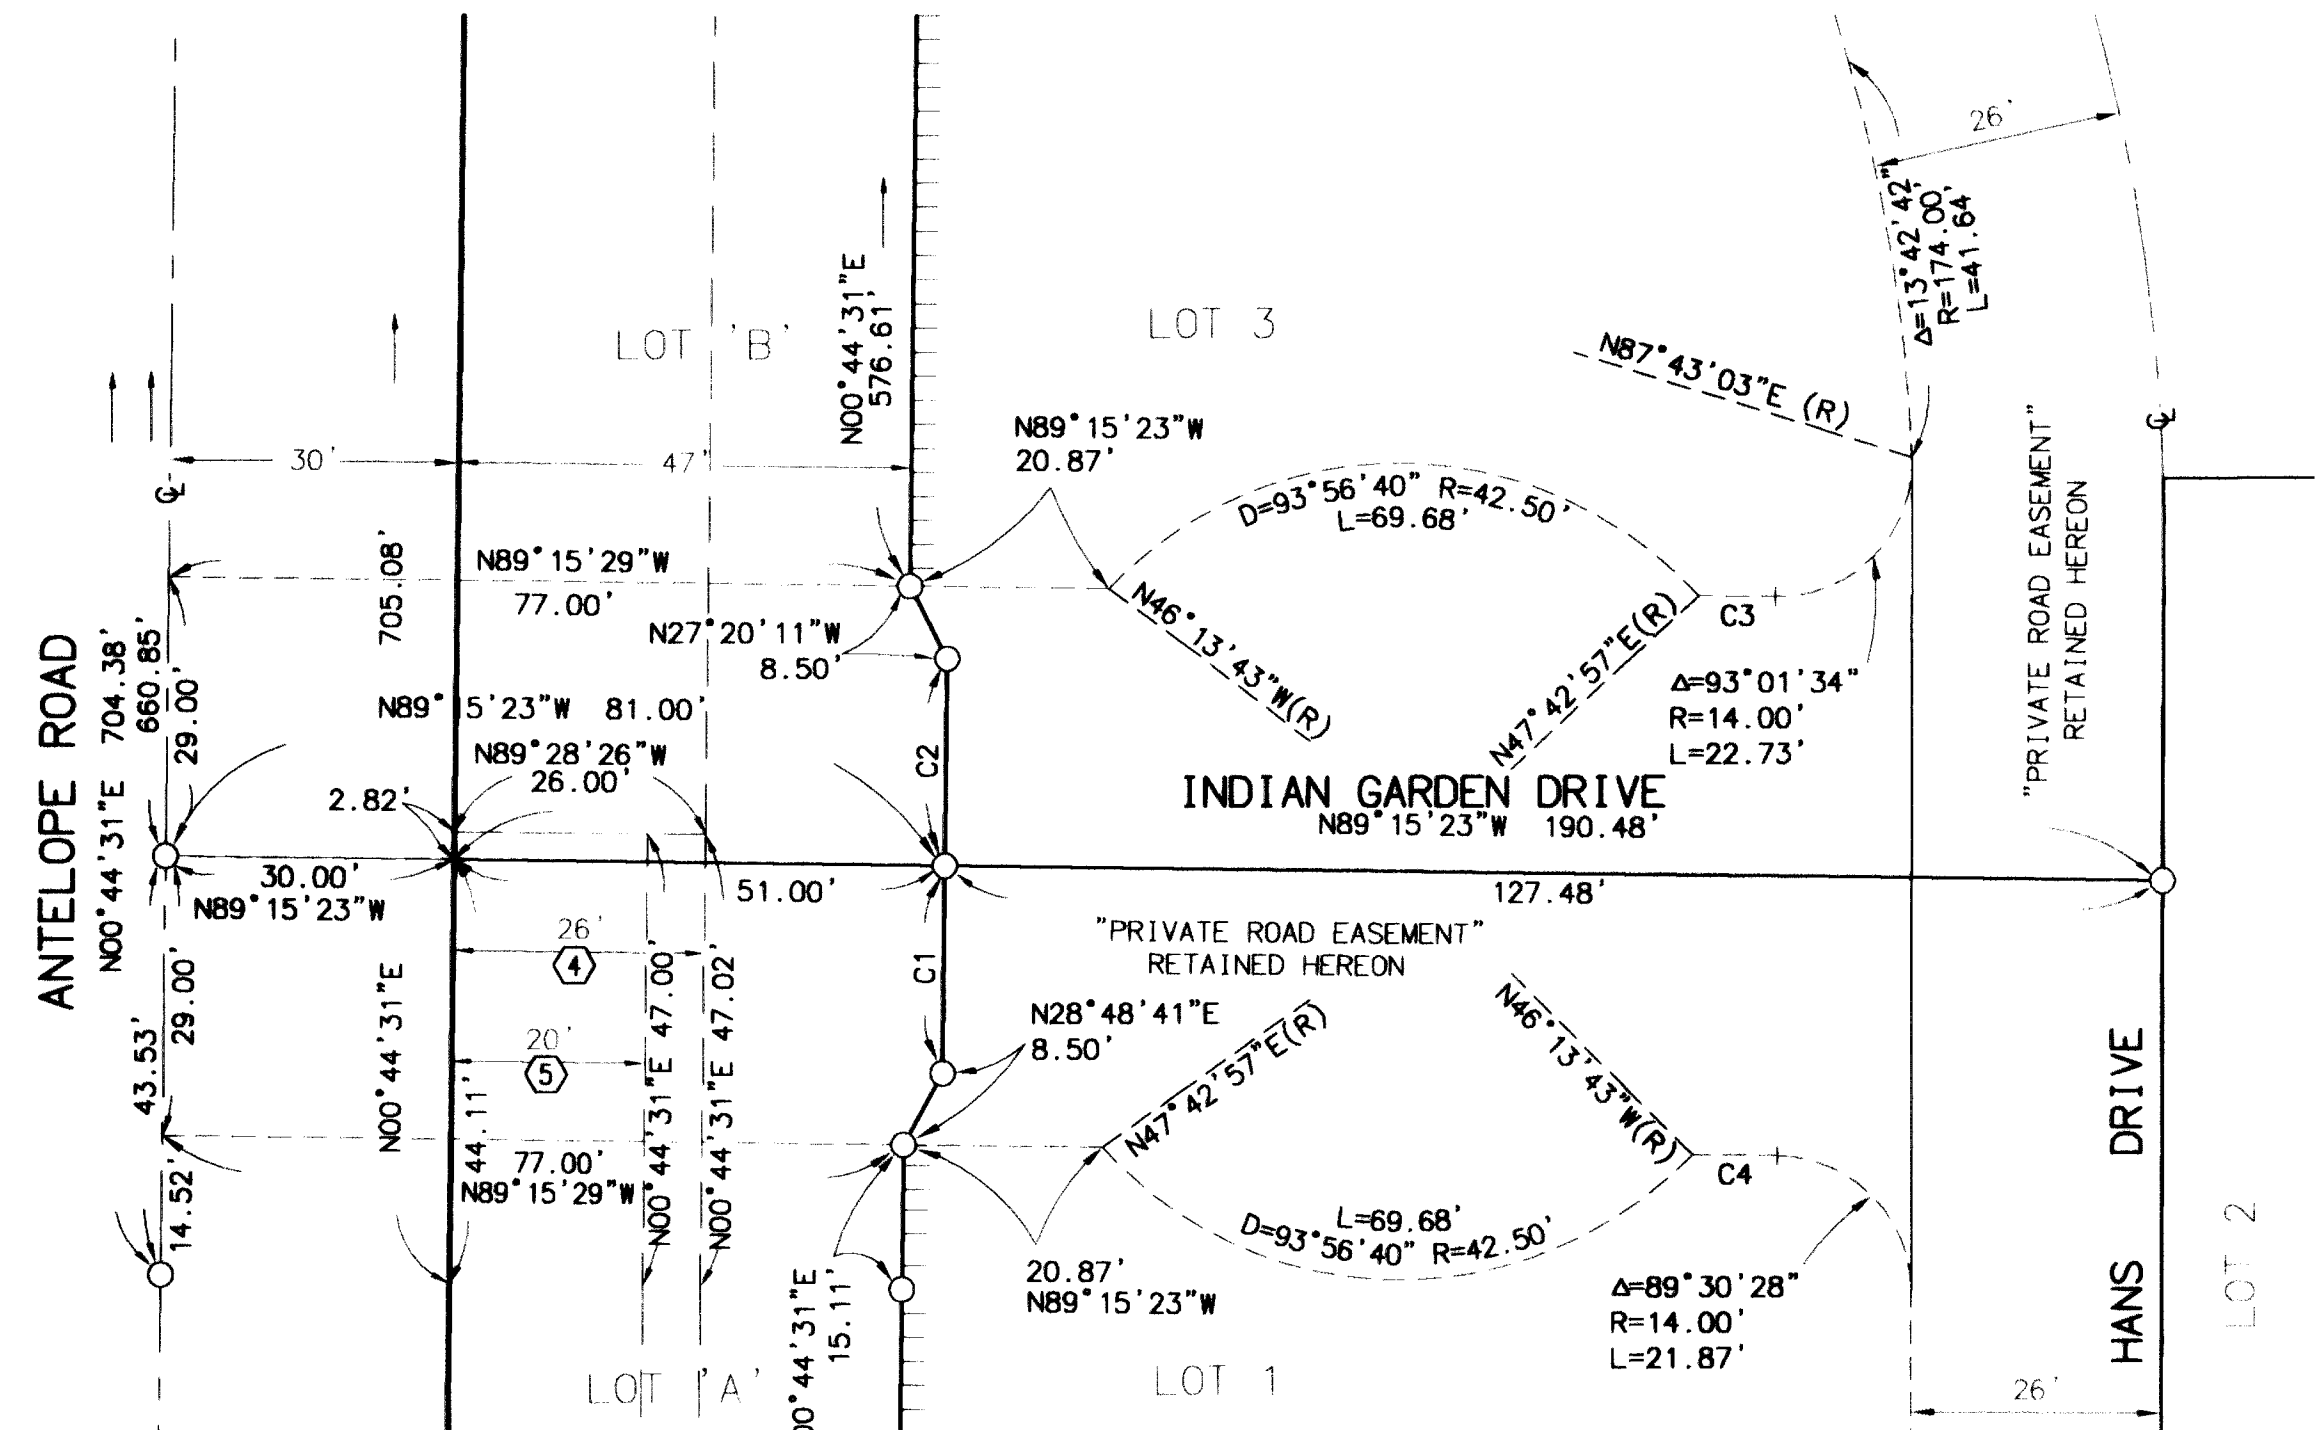 26'
Δ=13°42'42"
R=174.00'
L=41.64'
N00°44'31"E
576.61'
LOT 'B'
LOT 3
N87°43'03"E (R)
N89°15'23"W
20.87'
30'
47'
℄
℄
D=93°56'40" R=42.50'
L=69.68'
"PRIVATE ROAD EASEMENT"
RETAINED HEREON
705.08'
N89°15'29"W
77.00'
N27°20'11"W
8.50'
N46°13'43"W(R)
N47°42'57"E(R)
C3
Δ=93°01'34"
R=14.00'
L=22.73'
ANTELOPE ROAD
N00°44'31"E 704.38'
660.85'
29.00'
N89°15'23"W 81.00'
N89°28'26"W
26.00'
2.82'
C2
INDIAN GARDEN DRIVE
N89°15'23"W 190.48'
30.00'
N89°15'23"W
51.00'
127.48'
26'
4
"PRIVATE ROAD EASEMENT"
RETAINED HEREON
C1
43.53'
29.00'
N00°44'31"E
44.11'
20'
5
N00°44'31"E 47.00'
N00°44'31"E 47.02'
N28°48'41"E
8.50'
N47°42'57"E(R)
N46°13'43"W(R)
C4
77.00'
N89°15'29"W
14.52'
L=69.68'
D=93°56'40" R=42.50'
20.87'
N89°15'23"W
Δ=89°30'28"
R=14.00'
L=21.87'
00°44'31"E
15.11'
LOT 'A'
LOT 1
HANS DRIVE
LOT 2
26'